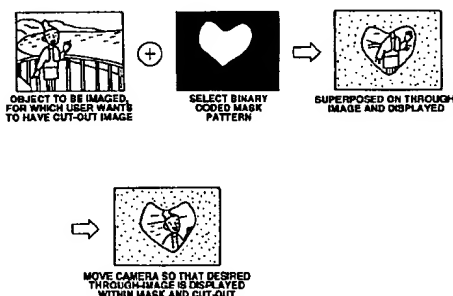 OBJECT TO BE IMAGED,
FOR WHICH USER WANTS
TO HAVE CUT-OUT IMAGE
SELECT BINARY
CODED MASK
PATTERN
SUPERPOSED ON THROUGH
IMAGE AND DISPLAYED
MOVE CAMERA SO THAT DESIRED
THROUGH-IMAGE IS DISPLAYED
WITHIN MASK AND CUT-OUT